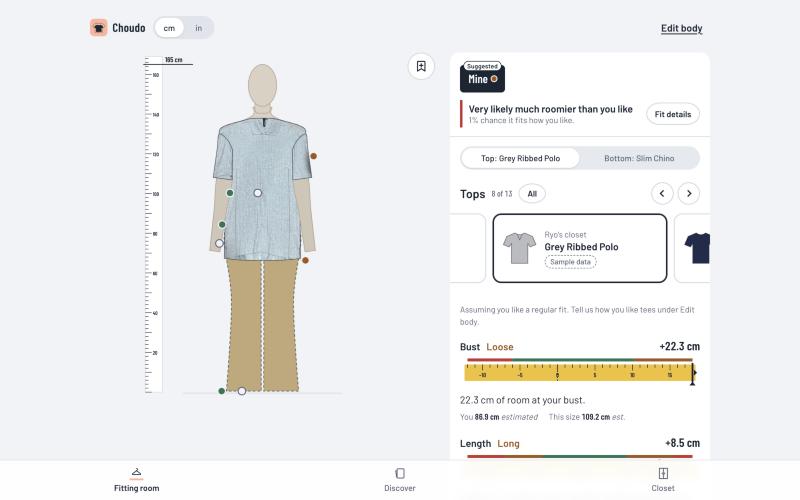 Choudo
cm
in
Edit body
165 cm
160
140
120
100
80
60
40
20
Suggested
Mine
Very likely much roomier than you like
1% chance it fits how you like.
Fit details
Top: Grey Ribbed Polo
Bottom: Slim Chino
Tops
8 of 13
All
Ryo's closet
Grey Ribbed Polo
Sample data
Assuming you like a regular fit. Tell us how you like tees under Edit
body.
Bust Loose
+22.3 cm
-10 -5 0 5 10 15
22.3 cm of room at your bust.
You 86.9 cm estimated This size 109.2 cm est.
Length Long
+8.5 cm
Fitting room
Discover
Closet